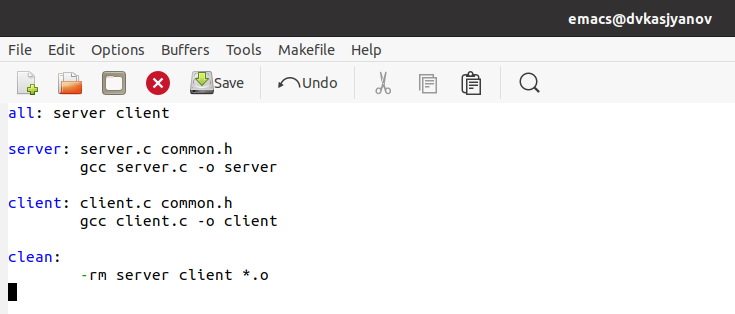 emacs@dvkasjyanov
File Edit Options Buffers Tools Makefile Help
Save Undo
all: server client
server: server.c common.h
gcc server.c -o server
client: client.c common.h
gcc client.c -o client
clean:
-rm server client *.o